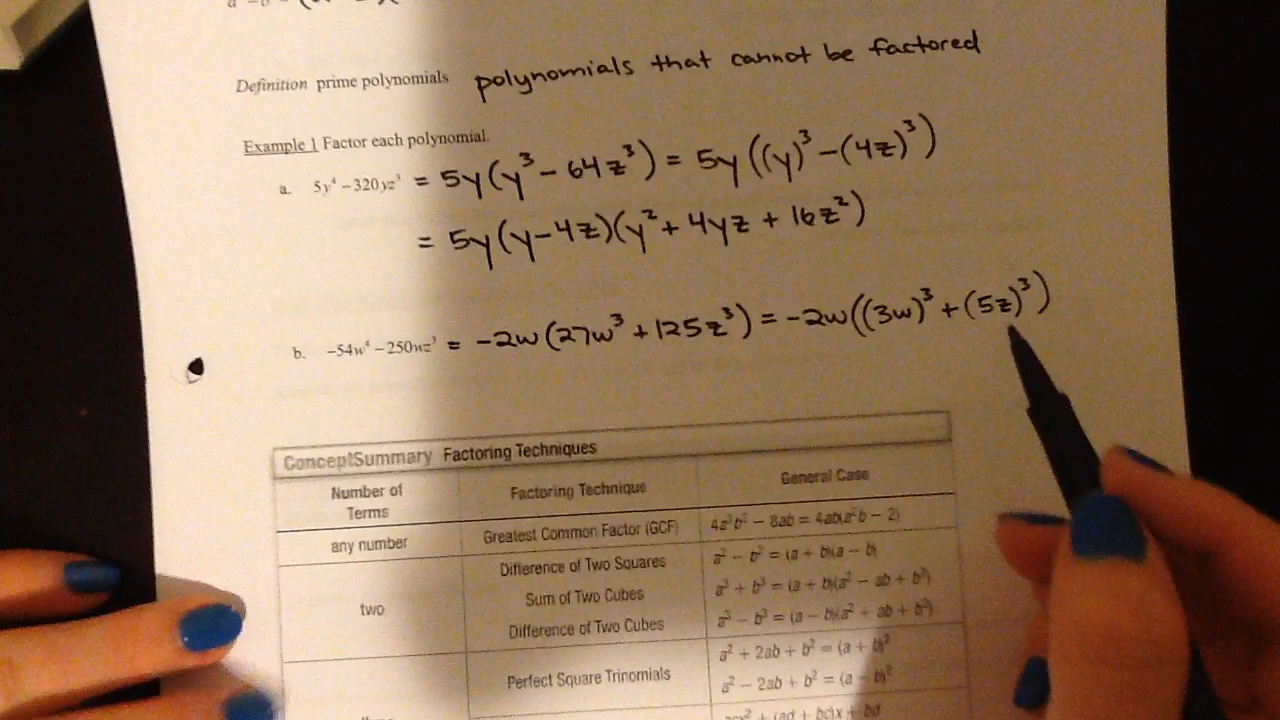 Definition prime polynomials polynomials that cannot be factored
Example 1 Factor each polynomial.
a. 5y⁴ – 320yz³ = 5y(y³ – 64z³) = 5y((y)³ – (4z)³)
= 5y(y – 4z)(y² + 4yz + 16z²)
b. –54w⁴ – 250wz³ = –2w(27w³ + 125z³) = –2w((3w)³ + (5z)³)
ConceptSummary Factoring Techniques
Number of Terms Factoring Technique General Case
any number Greatest Common Factor (GCF) 4a³b² – 8ab = 4ab(a²b – 2)
Difference of Two Squares a² – b² = (a + b)(a – b)
two Sum of Two Cubes a³ + b³ = (a + b)(a² – ab + b²)
Difference of Two Cubes a³ – b³ = (a – b)(a² + ab + b²)
Perfect Square Trinomials a² + 2ab + b² = (a + b)²
a² – 2ab + b² = (a – b)²